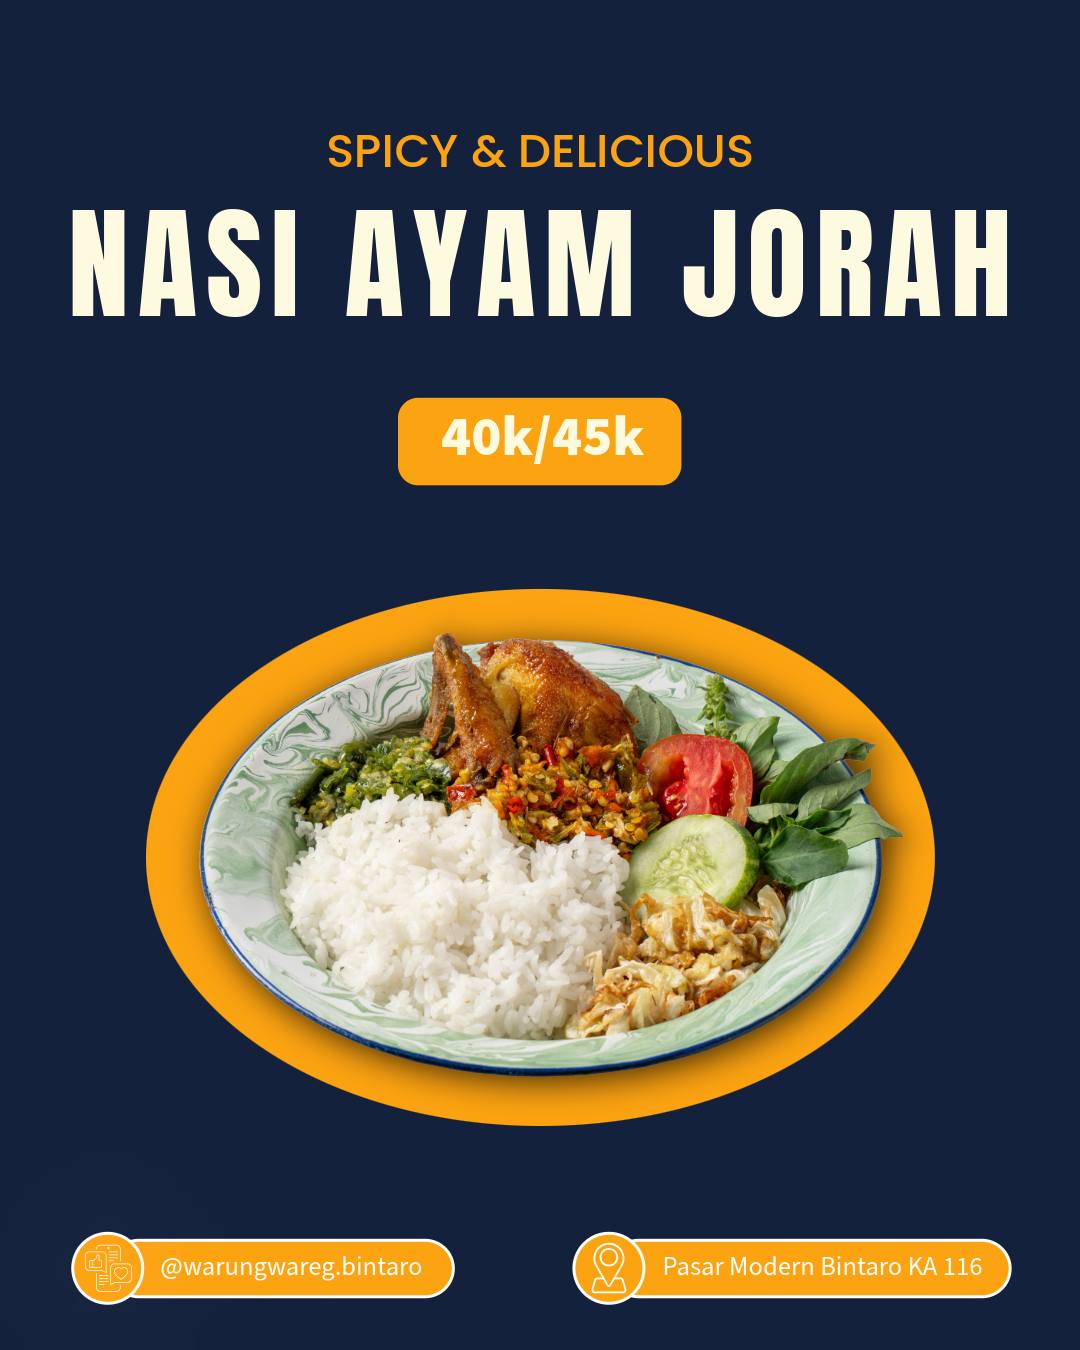 SPICY & DELICIOUS
NASI AYAM JORAH
40k/45k
@warungwareg.bintaro
Pasar Modern Bintaro KA 116